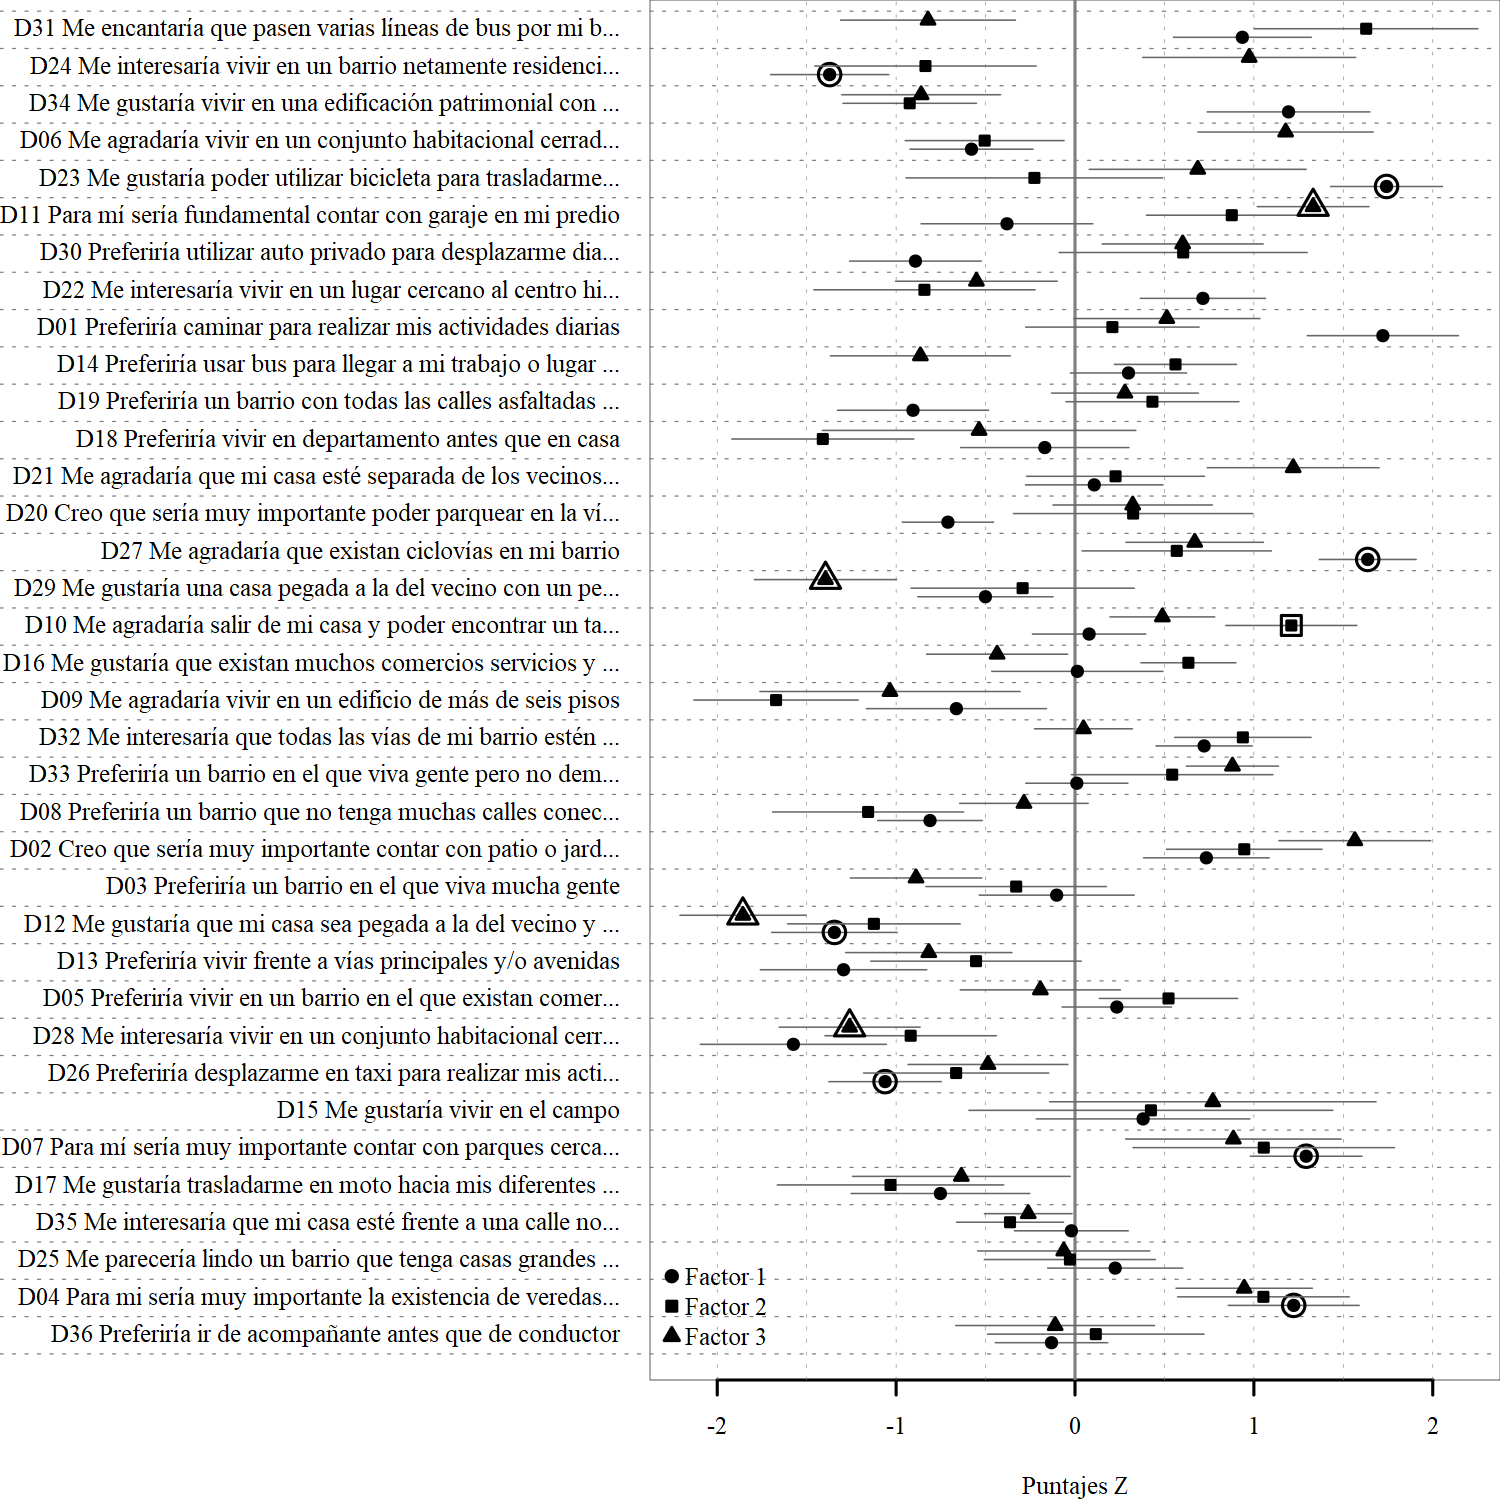 D31 Me encantaría que pasen varias líneas de bus por mi b...
D24 Me interesaría vivir en un barrio netamente residenci...
D34 Me gustaría vivir en una edificación patrimonial con ...
D06 Me agradaría vivir en un conjunto habitacional cerrad...
D23 Me gustaría poder utilizar bicicleta para trasladarme...
D11 Para mí sería fundamental contar con garaje en mi predio
D30 Preferiría utilizar auto privado para desplazarme dia...
D22 Me interesaría vivir en un lugar cercano al centro hi...
D01 Preferiría caminar para realizar mis actividades diarias
D14 Preferiría usar bus para llegar a mi trabajo o lugar ...
D19 Preferiría un barrio con todas las calles asfaltadas ...
D18 Preferiría vivir en departamento antes que en casa
D21 Me agradaría que mi casa esté separada de los vecinos...
D20 Creo que sería muy importante poder parquear en la ví...
D27 Me agradaría que existan ciclovías en mi barrio
D29 Me gustaría una casa pegada a la del vecino con un pe...
D10 Me agradaría salir de mi casa y poder encontrar un ta...
D16 Me gustaría que existan muchos comercios servicios y ...
D09 Me agradaría vivir en un edificio de más de seis pisos
D32 Me interesaría que todas las vías de mi barrio estén ...
D33 Preferiría un barrio en el que viva gente pero no dem...
D08 Preferiría un barrio que no tenga muchas calles conec...
D02 Creo que sería muy importante contar con patio o jard...
D03 Preferiría un barrio en el que viva mucha gente
D12 Me gustaría que mi casa sea pegada a la del vecino y ...
D13 Preferiría vivir frente a vías principales y/o avenidas
D05 Preferiría vivir en un barrio en el que existan comer...
D28 Me interesaría vivir en un conjunto habitacional cerr...
D26 Preferiría desplazarme en taxi para realizar mis acti...
D15 Me gustaría vivir en el campo
D07 Para mí sería muy importante contar con parques cerca...
D17 Me gustaría trasladarme en moto hacia mis diferentes ...
D35 Me interesaría que mi casa esté frente a una calle no...
D25 Me parecería lindo un barrio que tenga casas grandes ...
D04 Para mi sería muy importante la existencia de veredas...
D36 Preferiría ir de acompañante antes que de conductor
Factor 1
Factor 2
Factor 3
-2 -1 0 1 2
Puntajes Z